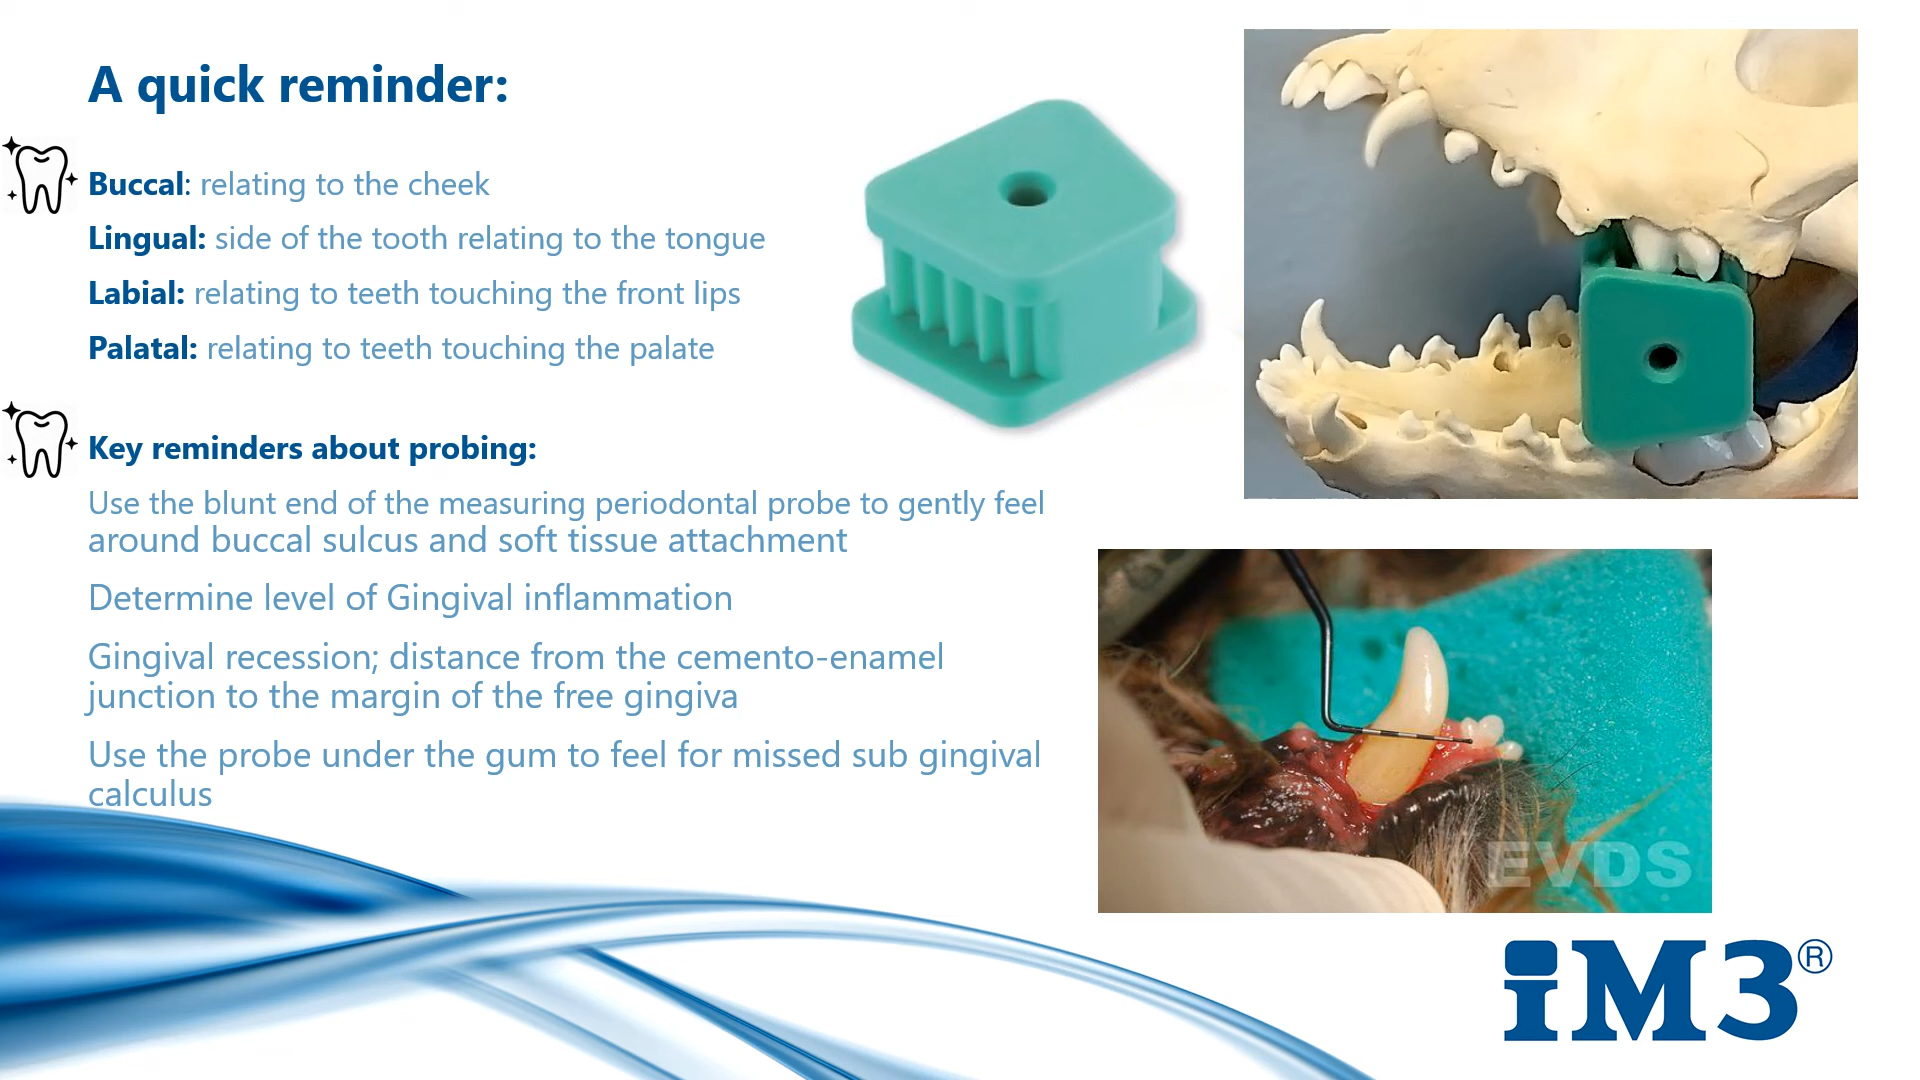 A quick reminder:
Buccal: relating to the cheek
Lingual: side of the tooth relating to the tongue
Labial: relating to teeth touching the front lips
Palatal: relating to teeth touching the palate
Key reminders about probing:
Use the blunt end of the measuring periodontal probe to gently feel
around buccal sulcus and soft tissue attachment
Determine level of Gingival inflammation
Gingival recession; distance from the cemento-enamel
junction to the margin of the free gingiva
Use the probe under the gum to feel for missed sub gingival
calculus
EVDS
iM3®